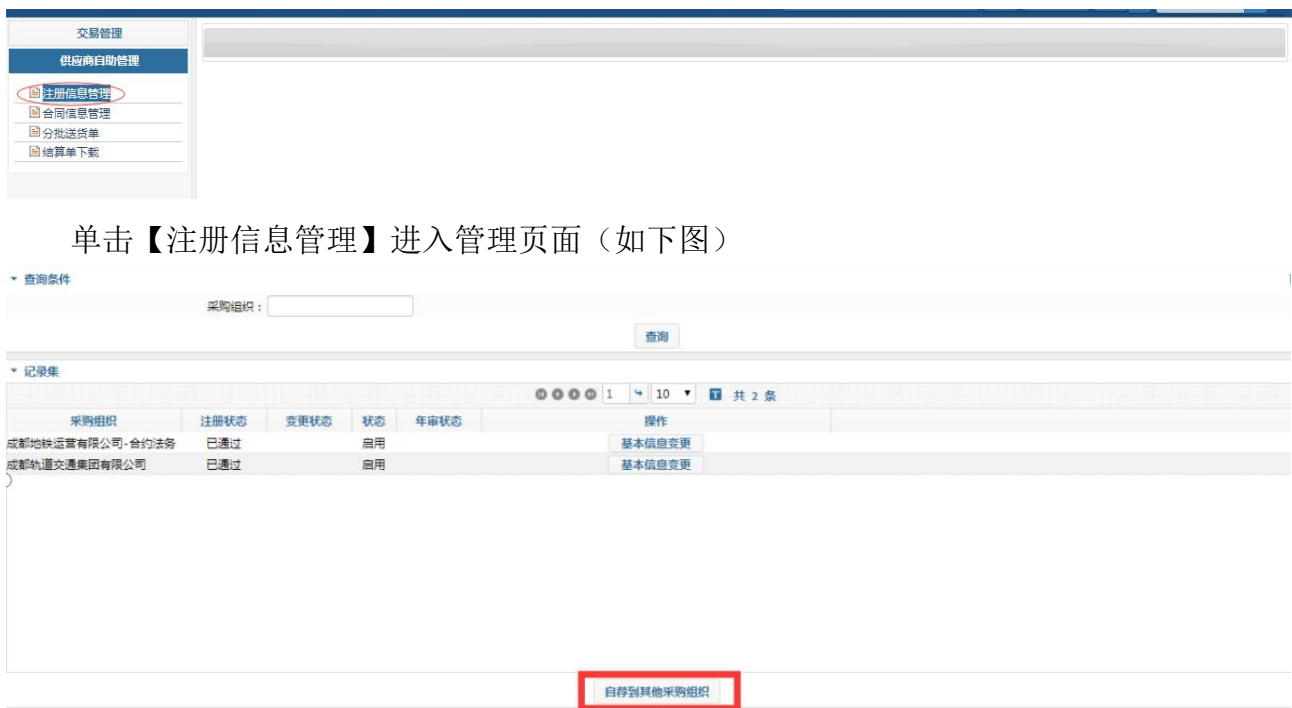 交易管理
供应商自助管理
注册信息管理
合同信息管理
分批送货单
结算单下载
单击【注册信息管理】进入管理页面（如下图）
查询条件
采购组织：
查询
记录集
1 10 共 2 条
采购组织 注册状态 变更状态 状态 年审状态 操作
成都地铁运营有限公司-合约法务 已通过 启用 基本信息变更
成都轨道交通集团有限公司 已通过 启用 基本信息变更
自荐到其他采购组织